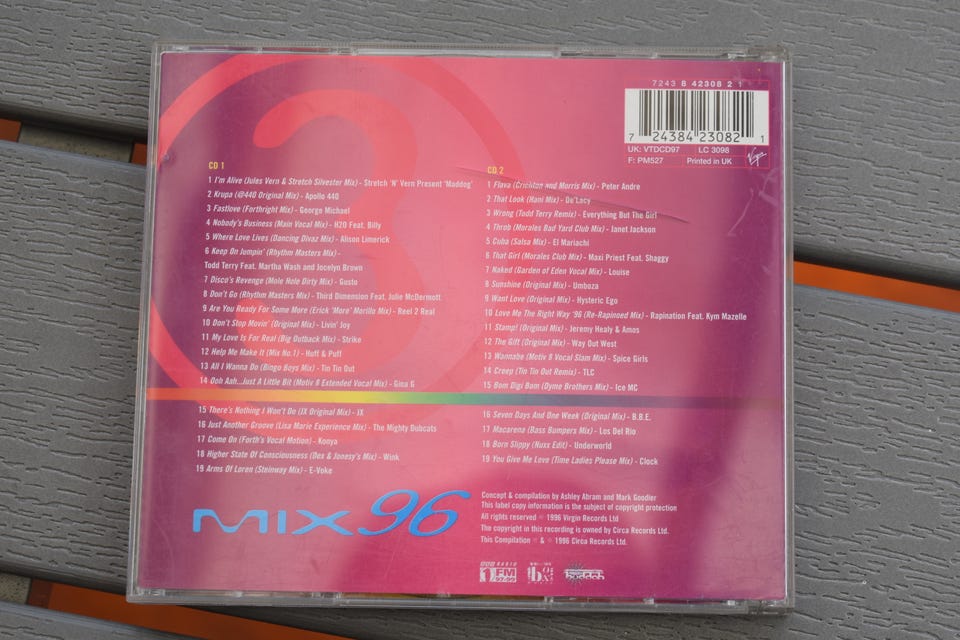 7243 8 42308 2 1
7 24384 23082 1
UK: VTDCD97 LC 3098
F: PM527 Printed in UK
Virgin
3
CD 1
1 I'm Alive (Jules Vern & Stretch Silvester Mix) - Stretch 'N' Vern Present 'Maddog'
2 Krupa (@440 Original Mix) - Apollo 440
3 Fastlove (Forthright Mix) - George Michael
4 Nobody's Business (Main Vocal Mix) - H2O Feat. Billy
5 Where Love Lives (Dancing Divaz Mix) - Alison Limerick
6 Keep On Jumpin' (Rhythm Masters Mix) -
Todd Terry Feat. Martha Wash and Jocelyn Brown
7 Disco's Revenge (Mole Hole Dirty Mix) - Gusto
8 Don't Go (Rhythm Masters Mix) - Third Dimension Feat. Julie McDermott
9 Are You Ready For Some More (Erick 'More' Morillo Mix) - Reel 2 Real
10 Don't Stop Movin' (Original Mix) - Livin' Joy
11 My Love Is For Real (Big Outback Mix) - Strike
12 Help Me Make It (Mix No.1) - Huff & Puff
13 All I Wanna Do (Bingo Boys Mix) - Tin Tin Out
14 Ooh Aah...Just A Little Bit (Motiv 8 Extended Vocal Mix) - Gina G
15 There's Nothing I Won't Do (JX Original Mix) - JX
16 Just Another Groove (Lisa Marie Experience Mix) - The Mighty Dubcats
17 Come On (Forth's Vocal Motion) - Konya
18 Higher State Of Consciousness (Dex & Jonesy's Mix) - Wink
19 Arms Of Loren (Steinway Mix) - E-Voke
CD 2
1 Flava (Crichton and Morris Mix) - Peter Andre
2 That Look (Hani Mix) - De'Lacy
3 Wrong (Todd Terry Remix) - Everything But The Girl
4 Throb (Morales Bad Yard Club Mix) - Janet Jackson
5 Cuba (Salsa Mix) - El Mariachi
6 That Girl (Morales Club Mix) - Maxi Priest Feat. Shaggy
7 Naked (Garden of Eden Vocal Mix) - Louise
8 Sunshine (Original Mix) - Umboza
9 Want Love (Original Mix) - Hysteric Ego
10 Love Me The Right Way '96 (Re-Rapinoed Mix) - Rapination Feat. Kym Mazelle
11 Stamp! (Original Mix) - Jeremy Healy & Amos
12 The Gift (Original Mix) - Way Out West
13 Wannabe (Motiv 8 Vocal Slam Mix) - Spice Girls
14 Creep (Tin Tin Out Remix) - TLC
15 Bom Digi Bom (Dyme Brothers Mix) - Ice MC
16 Seven Days And One Week (Original Mix) - B.B.E.
17 Macarena (Bass Bumpers Mix) - Los Del Rio
18 Born Slippy (Nuxx Edit) - Underworld
19 You Give Me Love (Time Ladies Please Mix) - Clock
MIX 96
Concept & compilation by Ashley Abram and Mark Goodier
This label copy information is the subject of copyright protection
All rights reserved © 1996 Virgin Records Ltd
The copyright in this recording is owned by Circa Records Ltd.
This Compilation ℗ & © 1996 Circa Records Ltd.
BBC RADIO
1FM
97-99